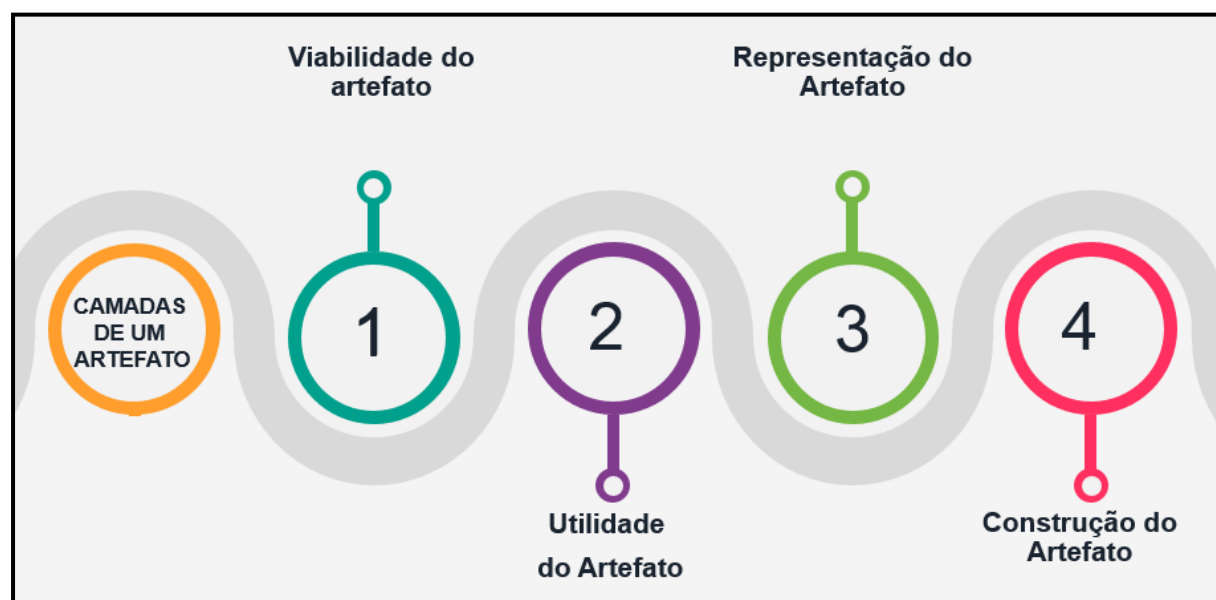 Viabilidade do
artefato
Representação do
Artefato
CAMADAS
DE UM
ARTEFATO
1
2
3
4
Utilidade
do Artefato
Construção do
Artefato